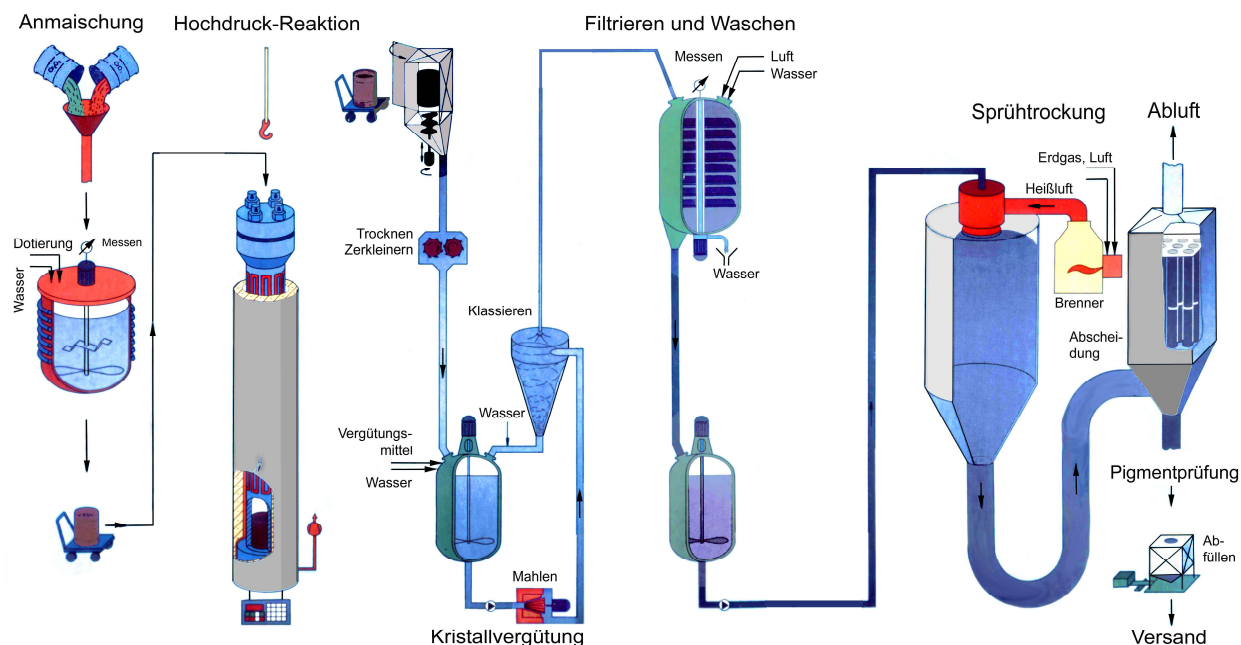 Anmaischung
Hochdruck-Reaktion
Filtrieren und Waschen
Messen
Luft
Wasser
Sprühtrockung
Abluft
Erdgas, Luft
Heißluft
Dotierung
Messen
Wasser
Trocknen
Zerkleinern
Wasser
Brenner
Klassieren
Abschei-
dung
Wasser
Vergütungs-
mittel
Wasser
Pigmentprüfung
Ab-
füllen
Mahlen
Kristallvergütung
Versand